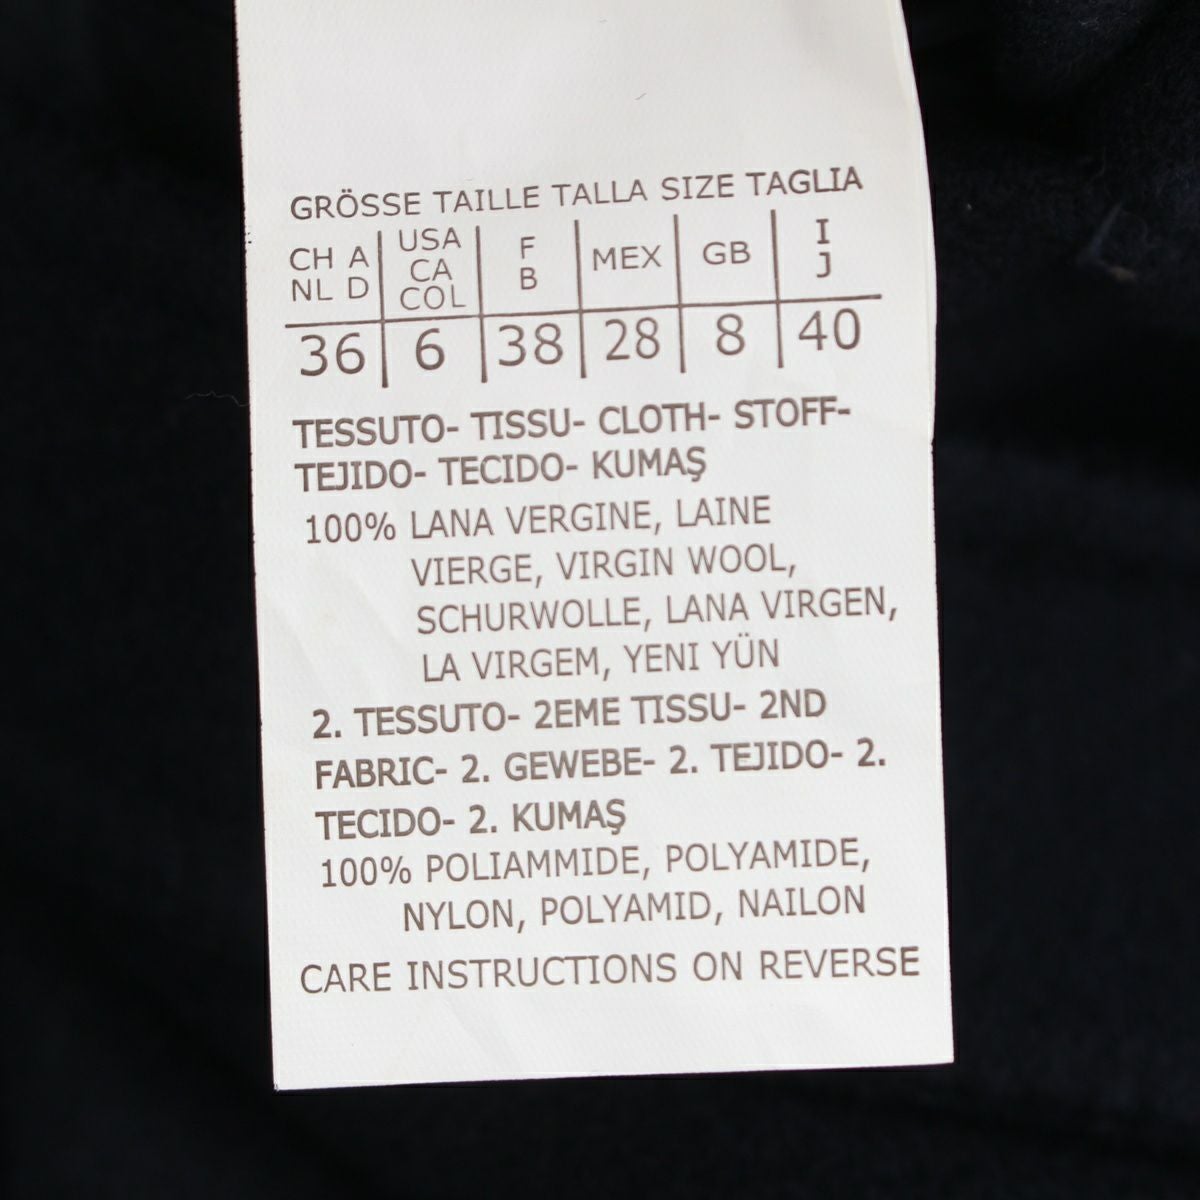 GRÖSSE TAILLE TALLA SIZE TAGLIA
CH A NL D | USA CA COL | F B | MEX | GB | I J
36 | 6 | 38 | 28 | 8 | 40
TESSUTO- TISSU- CLOTH- STOFF-
TEJIDO- TECIDO- KUMAŞ
100% LANA VERGINE, LAINE
VIERGE, VIRGIN WOOL,
SCHURWOLLE, LANA VIRGEN,
LA VIRGEM, YENI YÜN
2. TESSUTO- 2EME TISSU- 2ND
FABRIC- 2. GEWEBE- 2. TEJIDO- 2.
TECIDO- 2. KUMAŞ
100% POLIAMMIDE, POLYAMIDE,
NYLON, POLYAMID, NAILON
CARE INSTRUCTIONS ON REVERSE